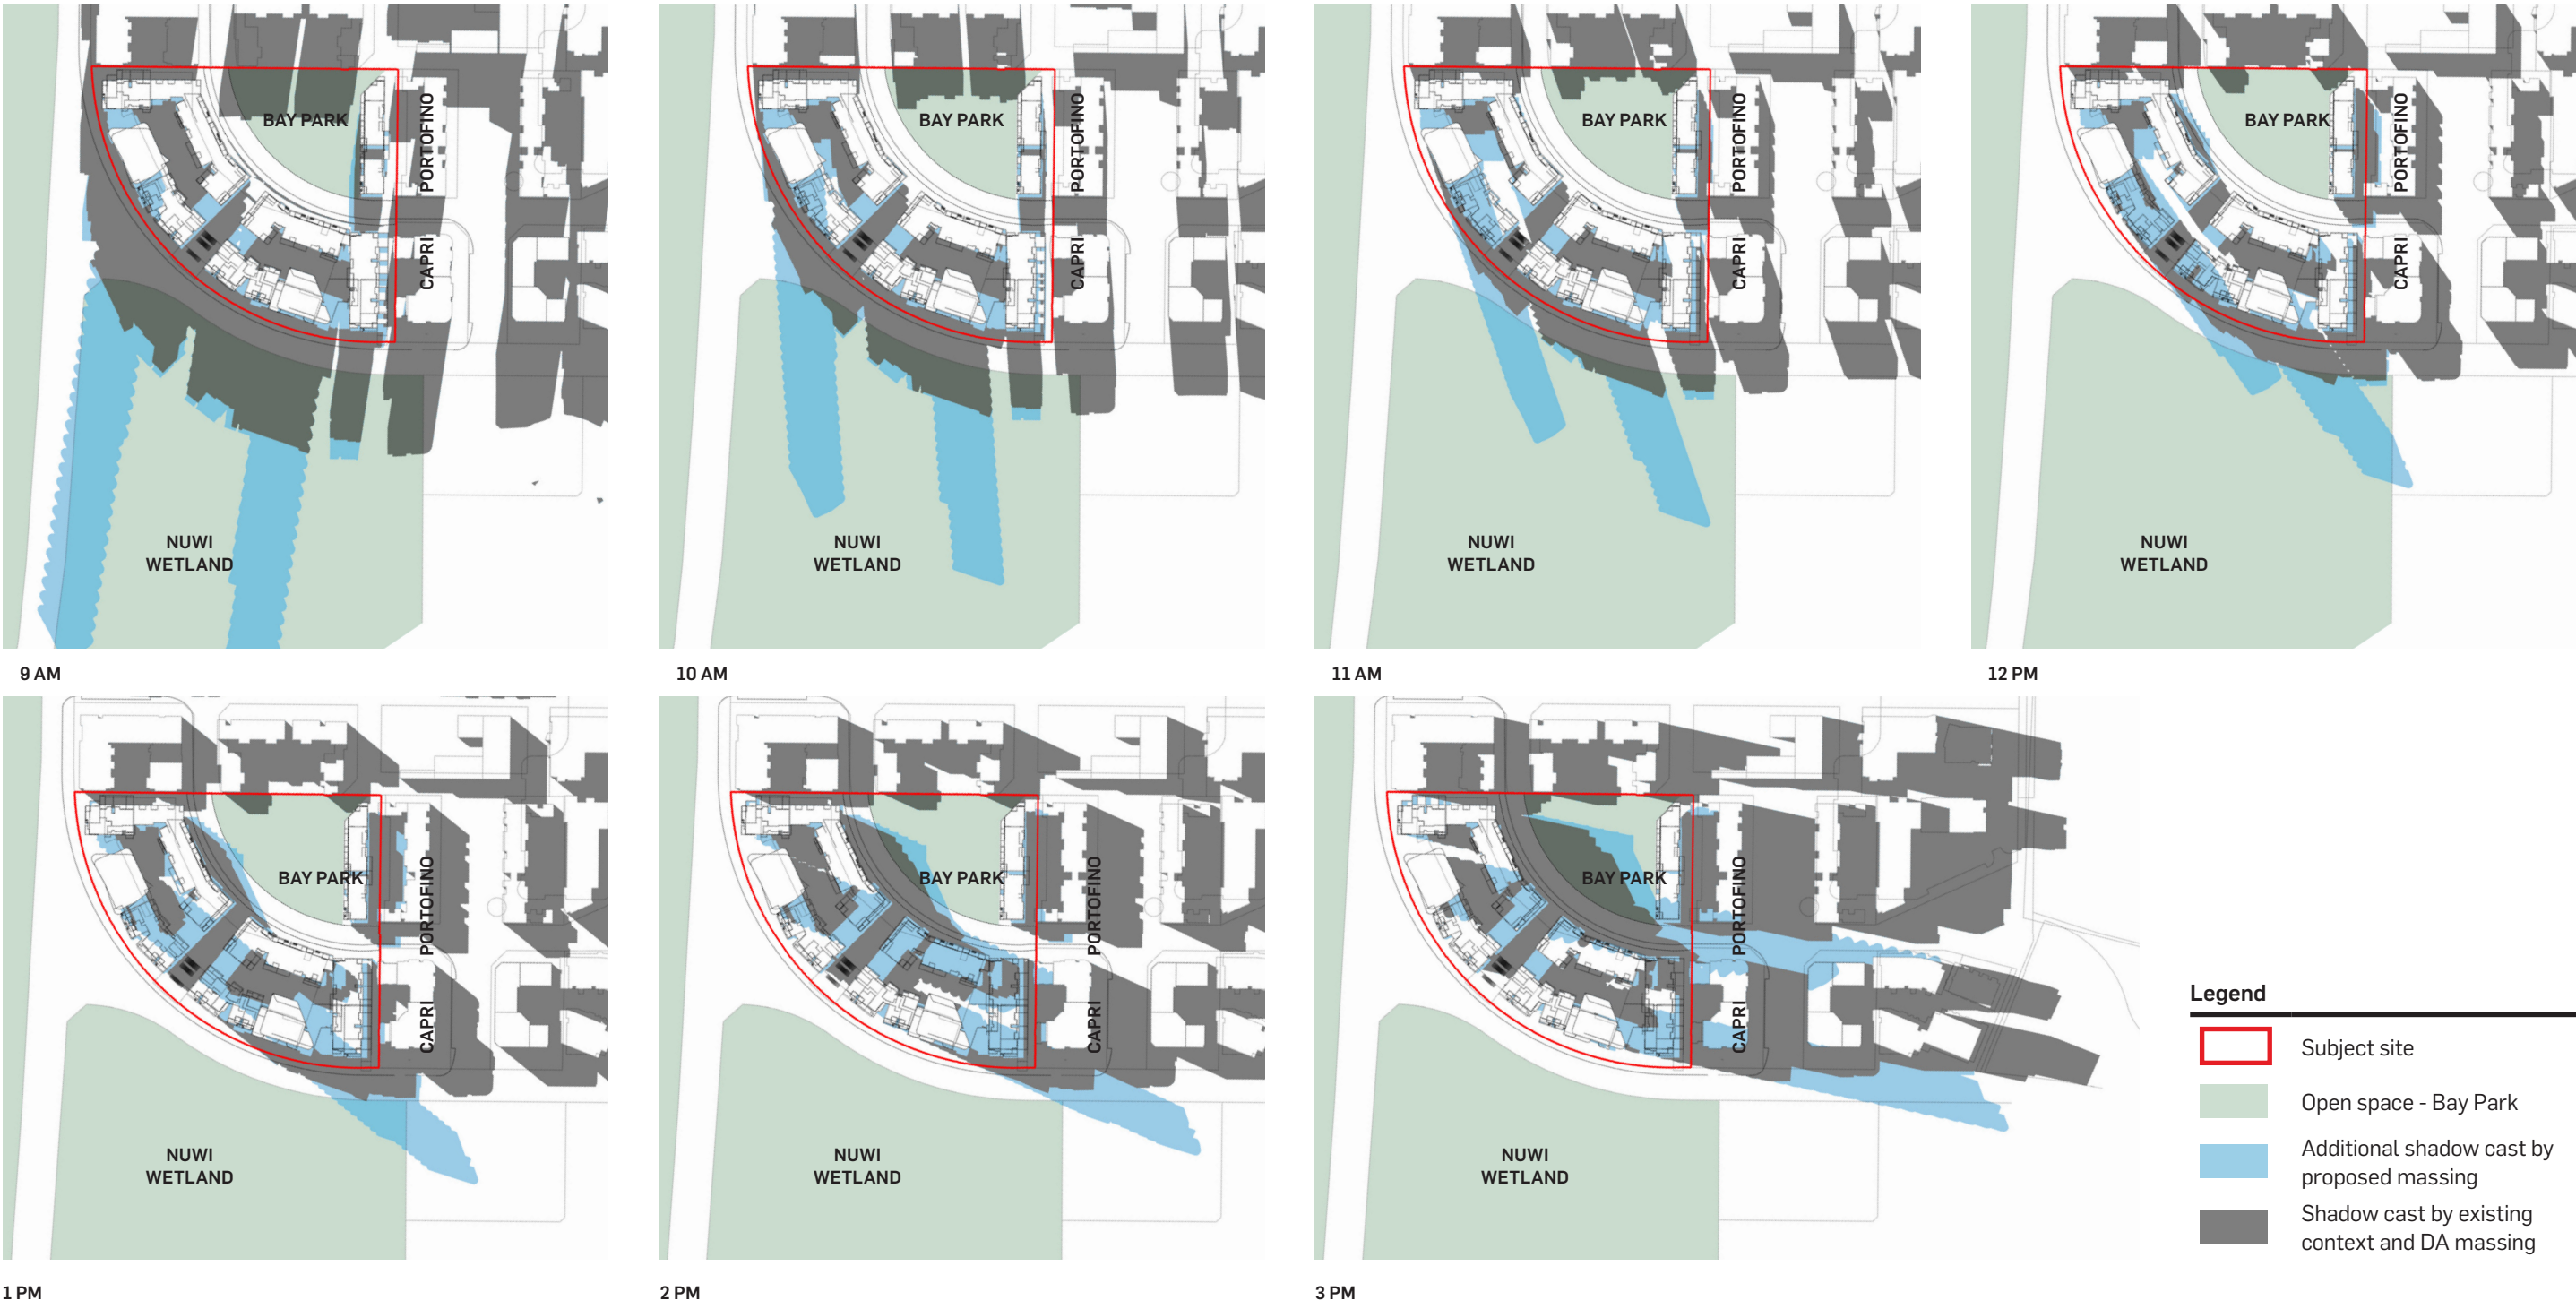 BAY PARK
PORTOFINO
CAPRI
NUWI
WETLAND
9 AM
BAY PARK
PORTOFINO
CAPRI
NUWI
WETLAND
10 AM
BAY PARK
PORTOFINO
CAPRI
NUWI
WETLAND
11 AM
BAY PARK
PORTOFINO
CAPRI
NUWI
WETLAND
12 PM
BAY PARK
PORTOFINO
CAPRI
NUWI
WETLAND
1 PM
BAY PARK
PORTOFINO
CAPRI
NUWI
WETLAND
2 PM
BAY PARK
PORTOFINO
CAPRI
NUWI
WETLAND
3 PM
Legend
Subject site
Open space - Bay Park
Additional shadow cast by
proposed massing
Shadow cast by existing
context and DA massing